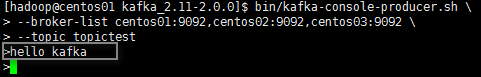 [hadoop@centos01 kafka_2.11-2.0.0]$ bin/kafka-console-producer.sh \
> --broker-list centos01:9092,centos02:9092,centos03:9092 \
> --topic topictest
>hello kafka
>